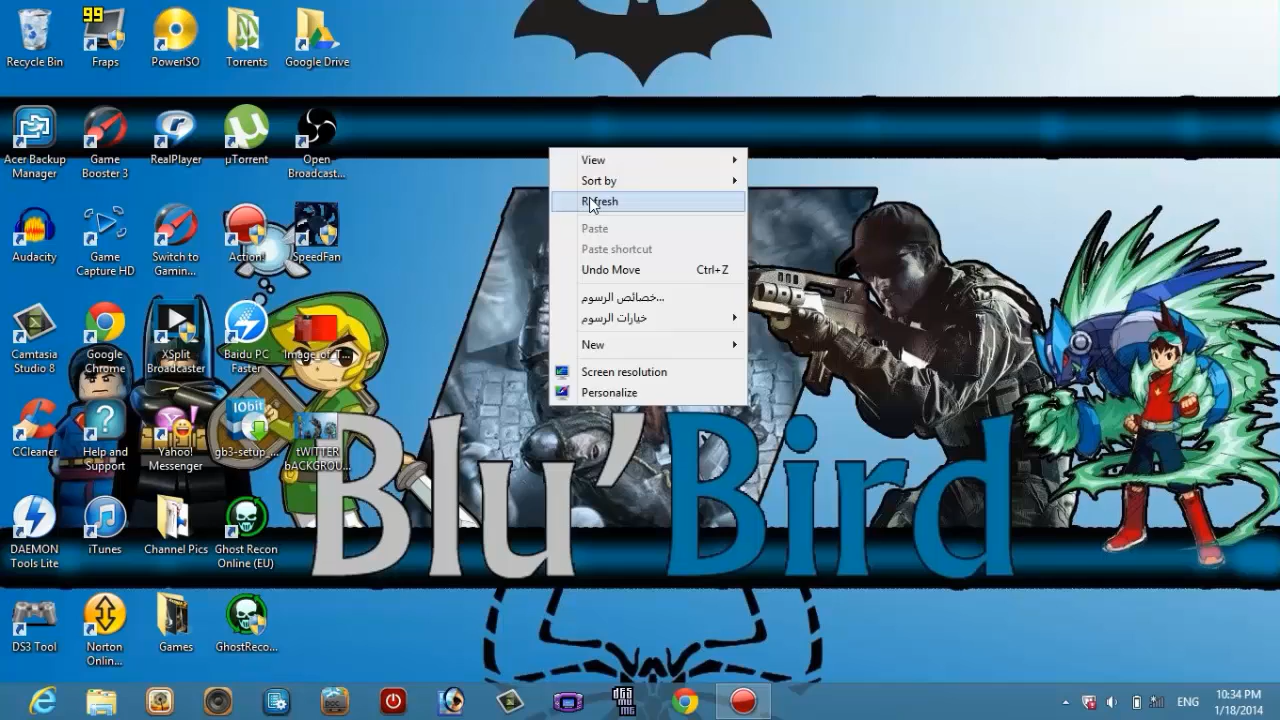 99
Recycle Bin
Fraps
PowerISO
Torrents
Google Drive
Acer Backup
Manager
Game
Booster 3
RealPlayer
µTorrent
Open
Broadcast...
Audacity
Game
Capture HD
Switch to
Gamin...
Action!
SpeedFan
Camtasia
Studio 8
Google
Chrome
XSplit
Broadcaster
Baidu PC
Faster
Image_of_T...
CCleaner
Help and
Support
Yahoo!
Messenger
IObit
gb3-setup_...
tWITTER
bACKGROU...
DAEMON
Tools Lite
iTunes
Channel Pics
Ghost Recon
Online (EU)
DS3 Tool
Norton
Onlin...
Games
GhostReco...
View
Sort by
Refresh
Paste
Paste shortcut
Undo Move Ctrl+Z
خصائص الرسوم...
خيارات الرسوم
New
Screen resolution
Personalize
Blu'Bird
ENG
10:34 PM
1/18/2014